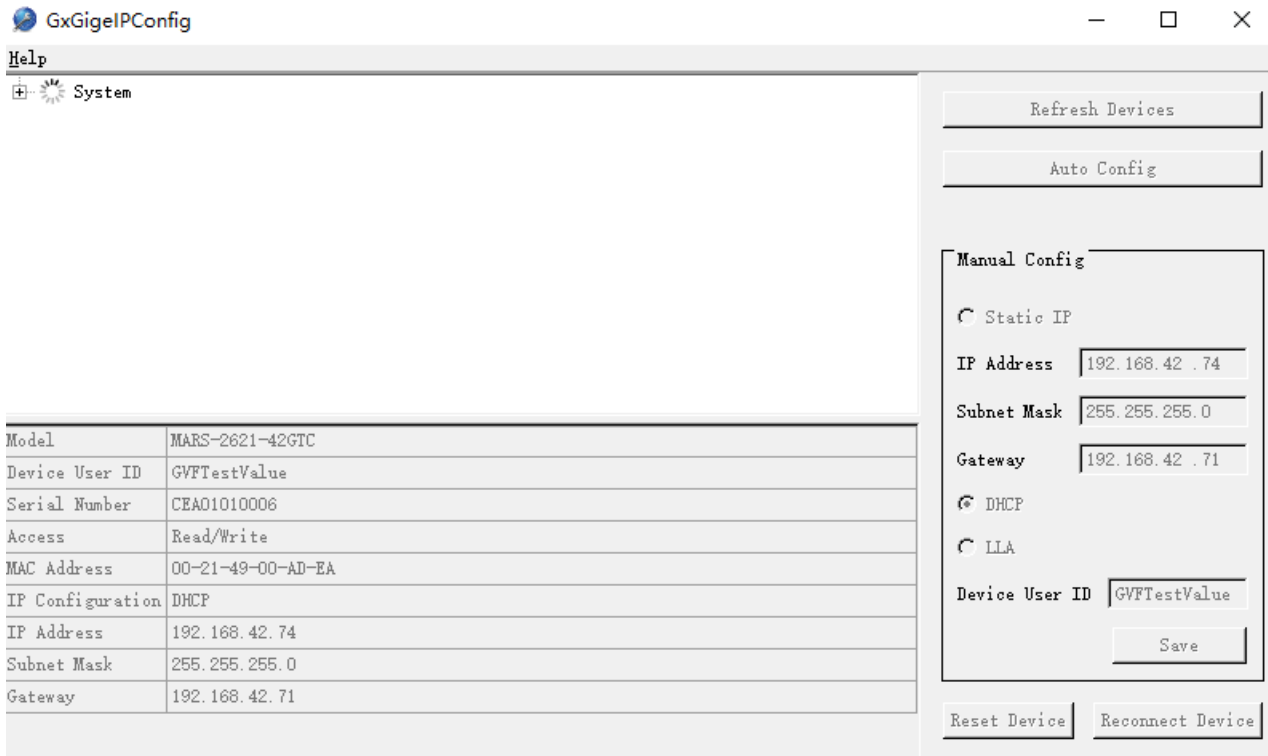 GxGigeIPConfig
Help
System
Refresh Devices
Auto Config
Manual Config
Static IP
IP Address 192.168.42 .74
Subnet Mask 255.255.255.0
Gateway 192.168.42 .71
DHCP
LLA
Device User ID GVFTestValue
Save
Reset Device Reconnect Device
Model MARS-2621-42GTC
Device User ID GVFTestValue
Serial Number CEA01010006
Access Read/Write
MAC Address 00-21-49-00-AD-EA
IP Configuration DHCP
IP Address 192.168.42.74
Subnet Mask 255.255.255.0
Gateway 192.168.42.71